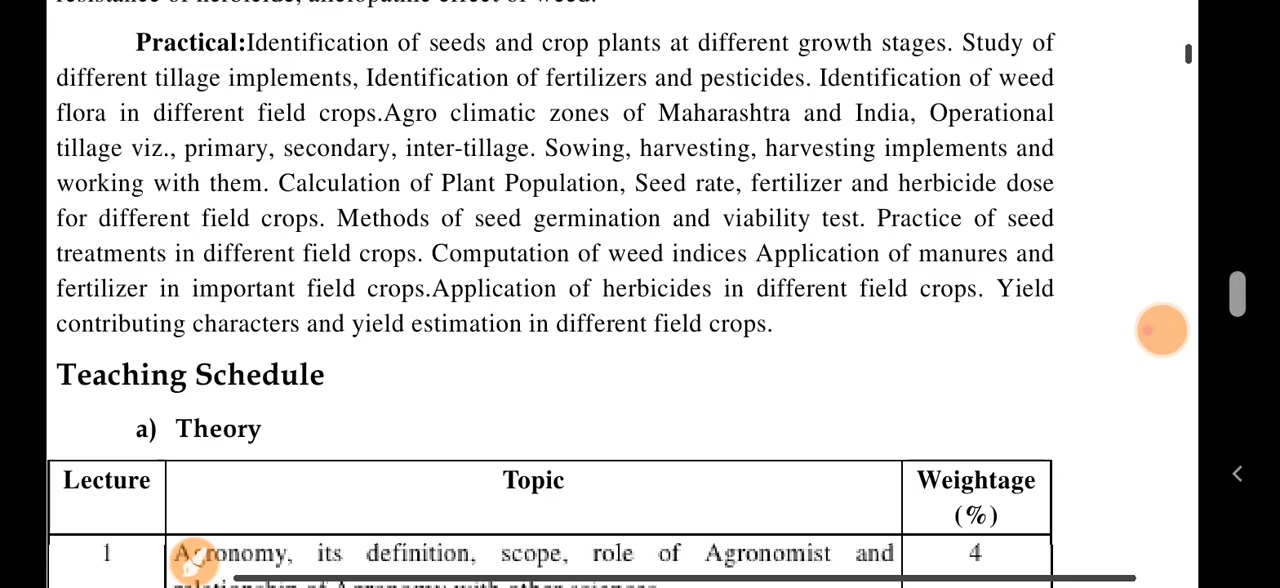 Practical:Identification of seeds and crop plants at different growth stages. Study of
different tillage implements, Identification of fertilizers and pesticides. Identification of weed
flora in different field crops.Agro climatic zones of Maharashtra and India, Operational
tillage viz., primary, secondary, inter-tillage. Sowing, harvesting, harvesting implements and
working with them. Calculation of Plant Population, Seed rate, fertilizer and herbicide dose
for different field crops. Methods of seed germination and viability test. Practice of seed
treatments in different field crops. Computation of weed indices Application of manures and
fertilizer in important field crops.Application of herbicides in different field crops. Yield
contributing characters and yield estimation in different field crops.
Teaching Schedule
a) Theory
Lecture Topic Weightage
(%)
1 Agronomy, its definition, scope, role of Agronomist and 4